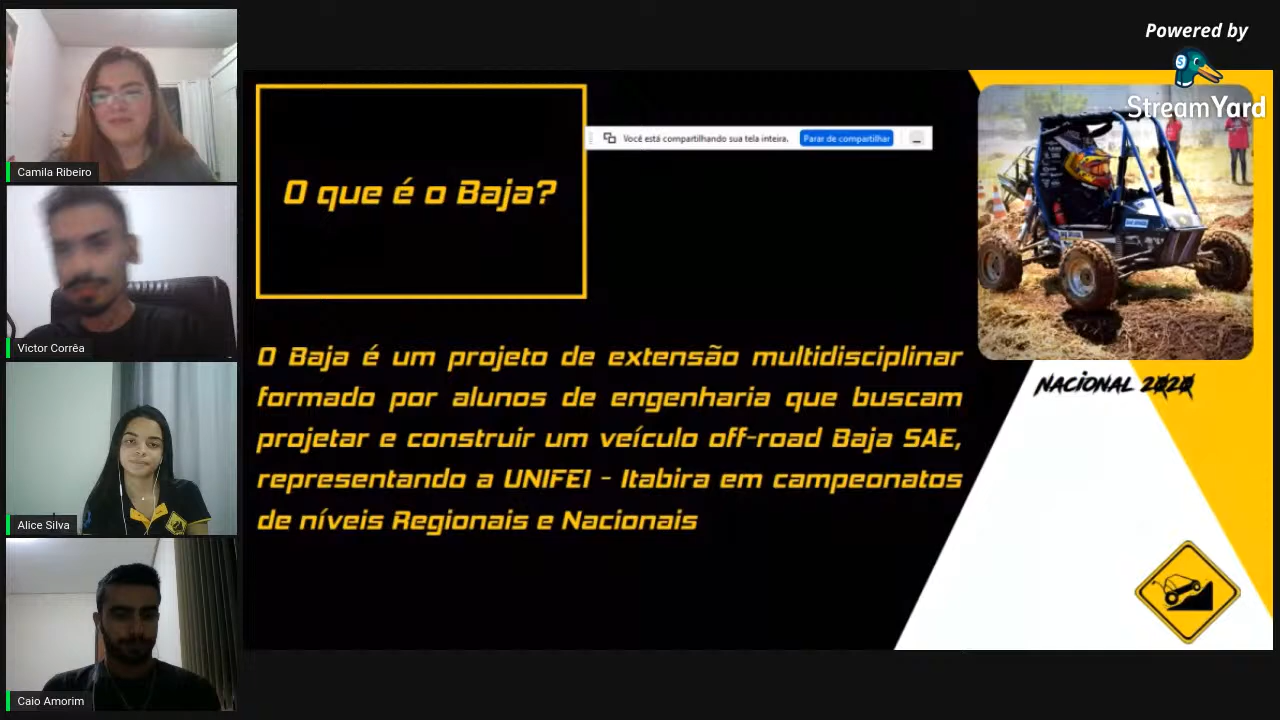 Powered by
StreamYard
Camila Ribeiro
Victor Corrêa
Alice Silva
Caio Amorim
O que é o Baja?
Você está compartilhando sua tela inteira.
Parar de compartilhar
O Baja é um projeto de extensão multidisciplinar
formado por alunos de engenharia que buscam
projetar e construir um veículo off-road Baja SAE,
representando a UNIFEI - Itabira em campeonatos
de níveis Regionais e Nacionais
NACIONAL 2020